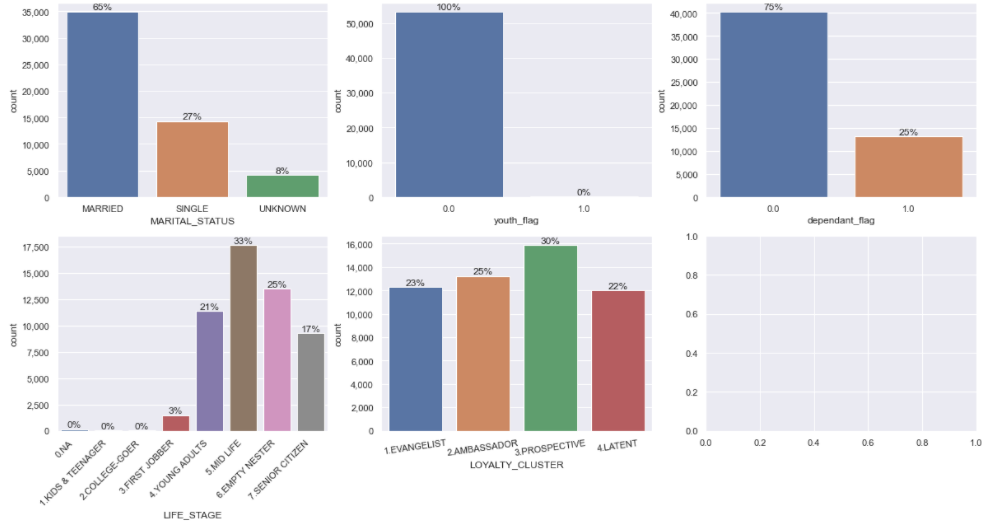 65%
35,000
30,000
25,000
20,000
15,000
10,000
5,000
0
count
27%
8%
MARRIED SINGLE UNKNOWN
MARITAL_STATUS
100%
50,000
40,000
30,000
20,000
10,000
0
count
0%
0.0 1.0
youth_flag
75%
40,000
35,000
30,000
25,000
20,000
15,000
10,000
5,000
0
count
25%
0.0 1.0
dependant_flag
17,500
15,000
12,500
10,000
7,500
5,000
2,500
0
count
0% 0% 0% 3% 21% 33% 25% 17%
0.NA
1.KIDS & TEENAGER
2.COLLEGE-GOER
3.FIRST JOBBER
4.YOUNG ADULTS
5.MID LIFE
6.EMPTY NESTER
7.SENIOR CITIZEN
LIFE_STAGE
16,000
14,000
12,000
10,000
8,000
6,000
4,000
2,000
0
count
23% 25% 30% 22%
1.EVANGELIST 2.AMBASSADOR 3.PROSPECTIVE 4.LATENT
LOYALTY_CLUSTER
1.0
0.8
0.6
0.4
0.2
0.0
0.0 0.2 0.4 0.6 0.8 1.0